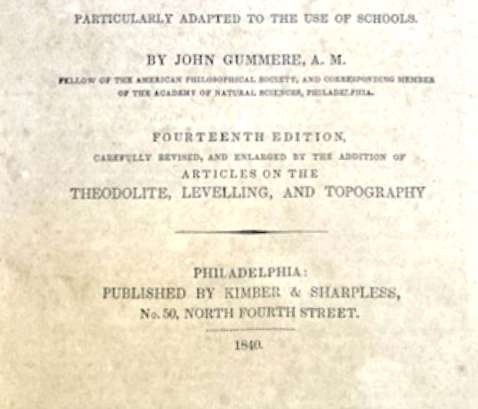 PARTICULARLY ADAPTED TO THE USE OF SCHOOLS.
BY JOHN GUMMERE, A. M.
FELLOW OF THE AMERICAN PHILOSOPHICAL SOCIETY, AND CORRESPONDING MEMBER
OF THE ACADEMY OF NATURAL SCIENCES, PHILADELPHIA.
FOURTEENTH EDITION,
CAREFULLY REVISED, AND ENLARGED BY THE ADDITION OF
ARTICLES ON THE
THEODOLITE, LEVELLING, AND TOPOGRAPHY
PHILADELPHIA:
PUBLISHED BY KIMBER & SHARPLESS,
No. 50, NORTH FOURTH STREET.
1840.